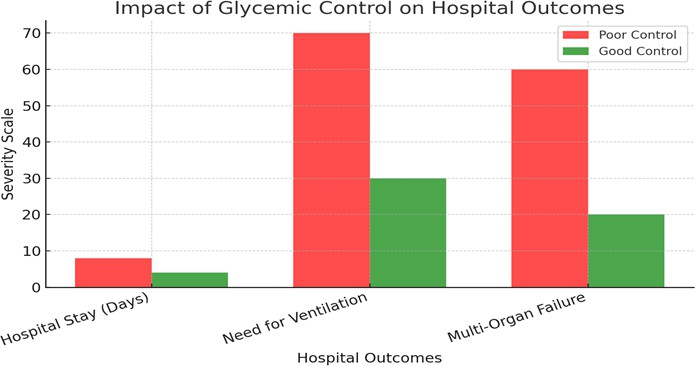 Impact of Glycemic Control on Hospital Outcomes
Poor Control
Good Control
Severity Scale
70
60
50
40
30
20
10
0
Hospital Stay (Days)
Need for Ventilation
Multi-Organ Failure
Hospital Outcomes